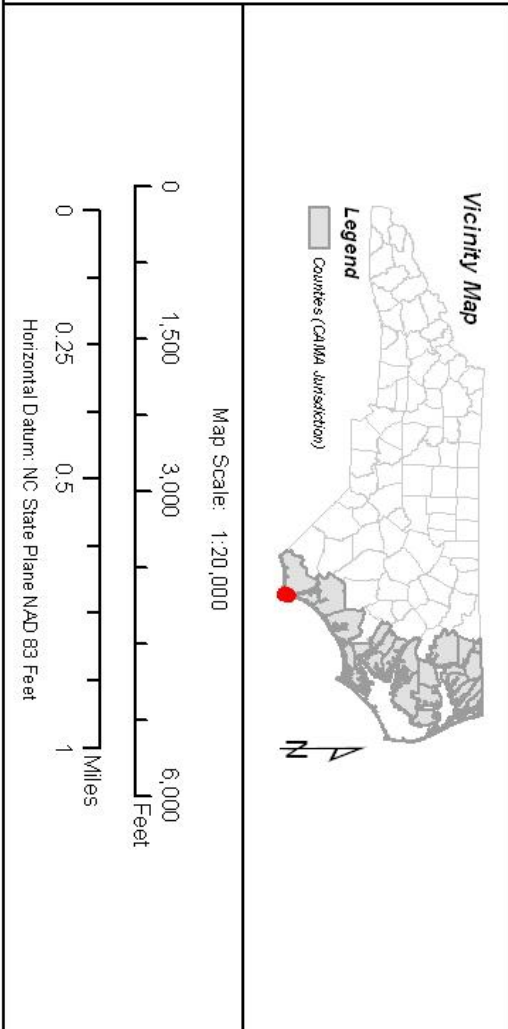 Vicinity Map
Legend
Counties (CAMA Jurisdiction)
N
Map Scale: 1:20,000
0 1,500 3,000 6,000
Feet
0 0.25 0.5 1
Miles
Horizontal Datum: NC State Plane NAD 83 Feet